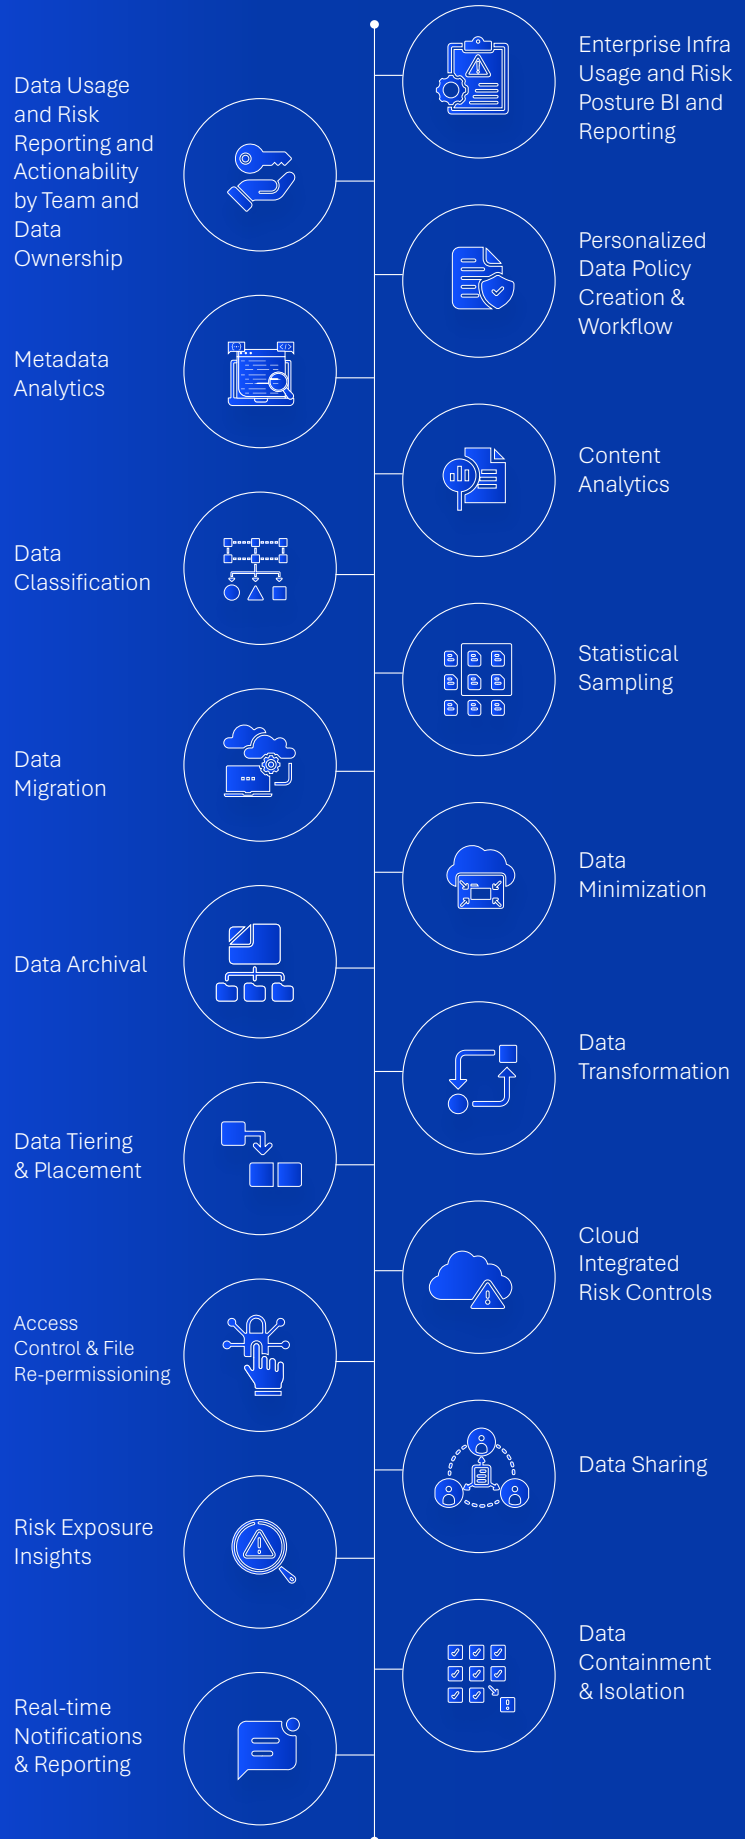 Enterprise Infra
Usage and Risk
Posture BI and
Reporting
Data Usage
and Risk
Reporting and
Actionability
by Team and
Data
Ownership
Personalized
Data Policy
Creation &
Workflow
Metadata
Analytics
Content
Analytics
Data
Classification
Statistical
Sampling
Data
Migration
Data
Minimization
Data Archival
Data
Transformation
Data Tiering
& Placement
Cloud
Integrated
Risk Controls
Access
Control & File
Re-permissioning
Data Sharing
Risk Exposure
Insights
Data
Containment
& Isolation
Real-time
Notifications
& Reporting